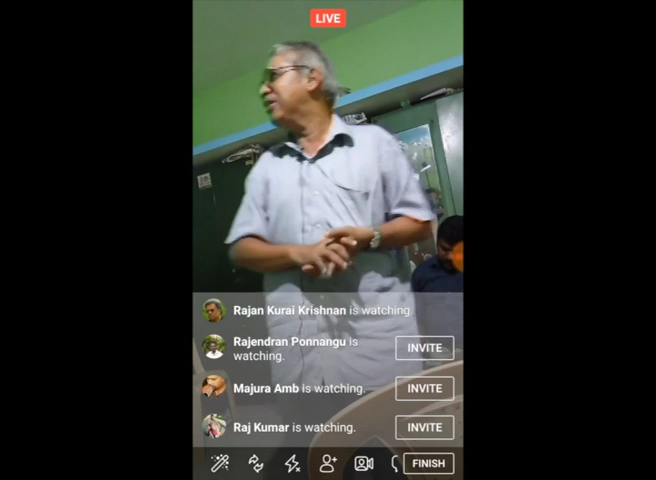 LIVE
Rajan Kurai Krishnan is watching.
Rajendran Ponnangu is
watching.
INVITE
Majura Amb is watching.
INVITE
Raj Kumar is watching.
INVITE
FINISH